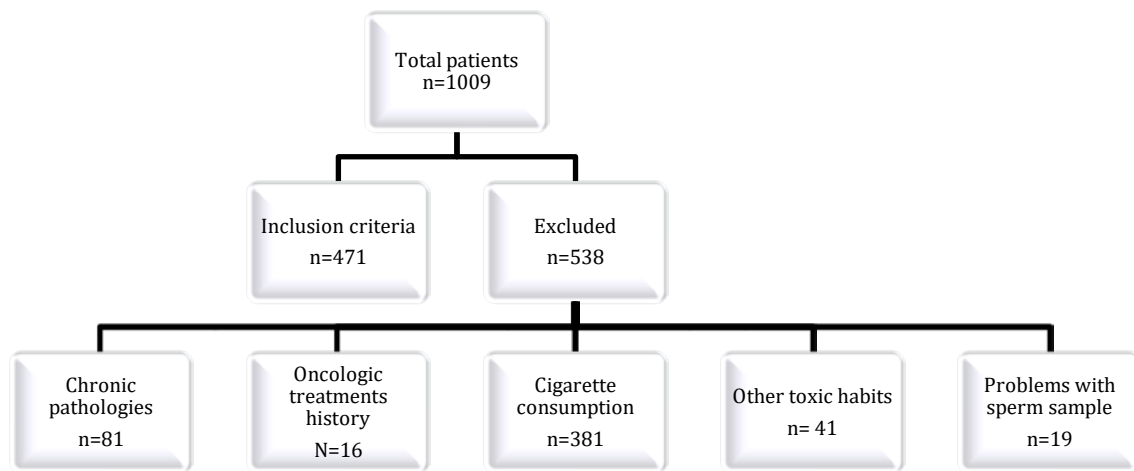 Total patients
n=1009
Inclusion criteria
n=471
Excluded
n=538
Chronic
pathologies
n=81
Oncologic
treatments
history
N=16
Cigarette
consumption
n=381
Other toxic habits
n= 41
Problems with
sperm sample
n=19